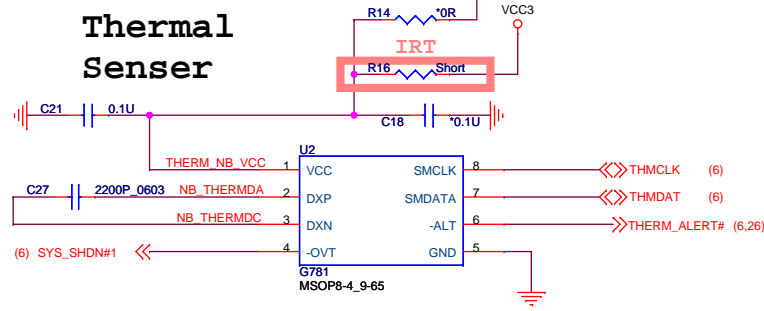 Thermal
Senser
R14 *0R
VCC3
IRT
R16 Short
C21 0.1U
C18 *0.1U
U2
THERM_NB_VCC 1 VCC SMCLK 8 THMCLK (6)
C27 2200P_0603 NB_THERMDA 2 DXP SMDATA 7 THMDAT (6)
NB_THERMDC 3 DXN -ALT 6 THERM_ALERT# (6,26)
(6) SYS_SHDN#1 4 -OVT GND 5
G781
MSOP8-4_9-65